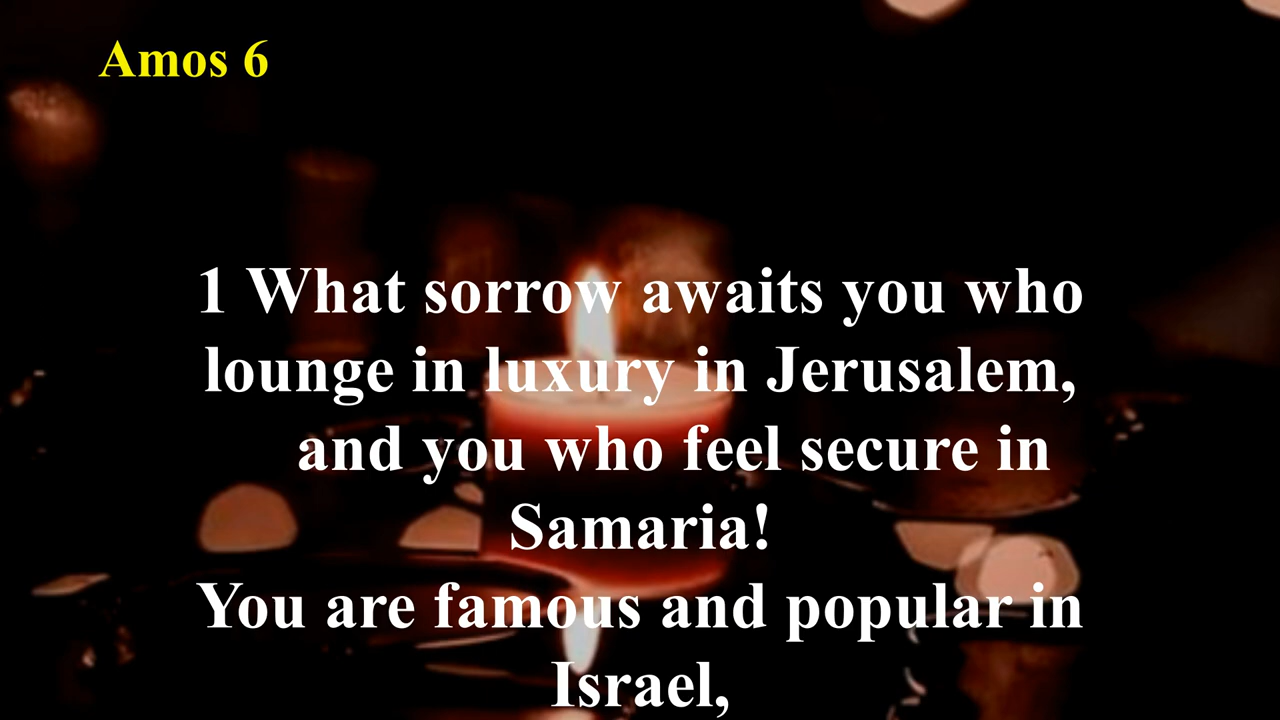 Amos 6
1 What sorrow awaits you who
lounge in luxury in Jerusalem,
and you who feel secure in
Samaria!
You are famous and popular in
Israel,